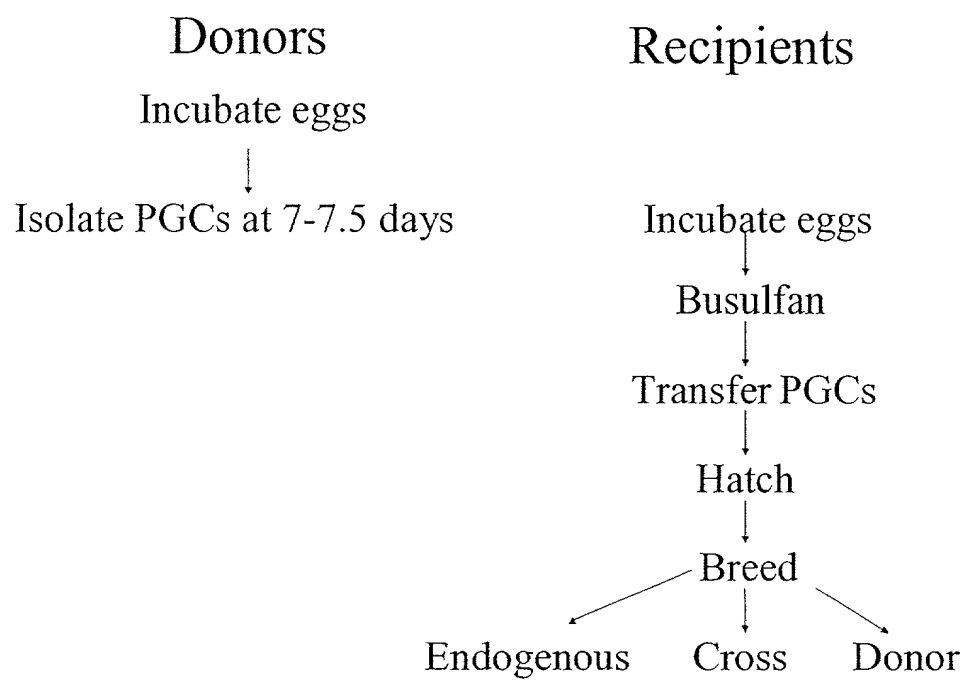 Donors
Incubate eggs
Isolate PGCs at 7-7.5 days
Recipients
Incubate eggs
Busulfan
Transfer PGCs
Hatch
Breed
Endogenous Cross Donor